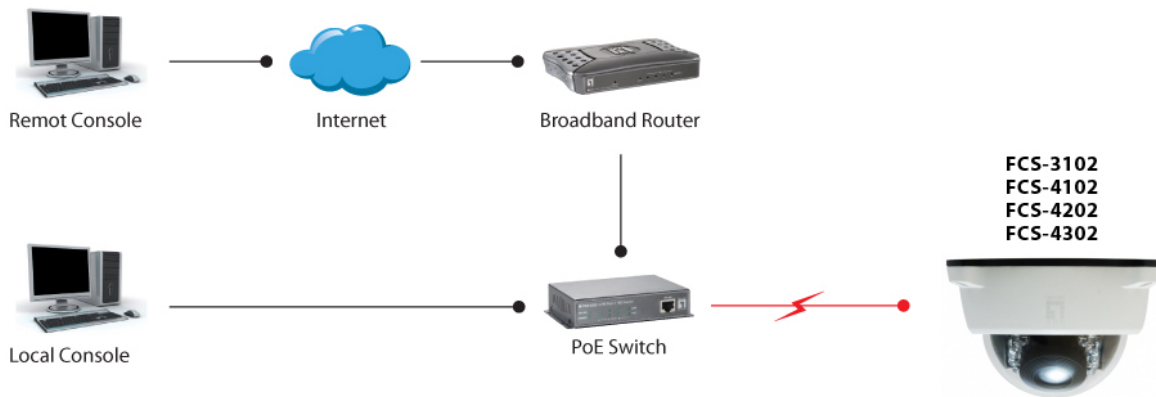 Remot Console
Internet
Broadband Router
FCS-3102
FCS-4102
FCS-4202
FCS-4302
Local Console
PoE Switch